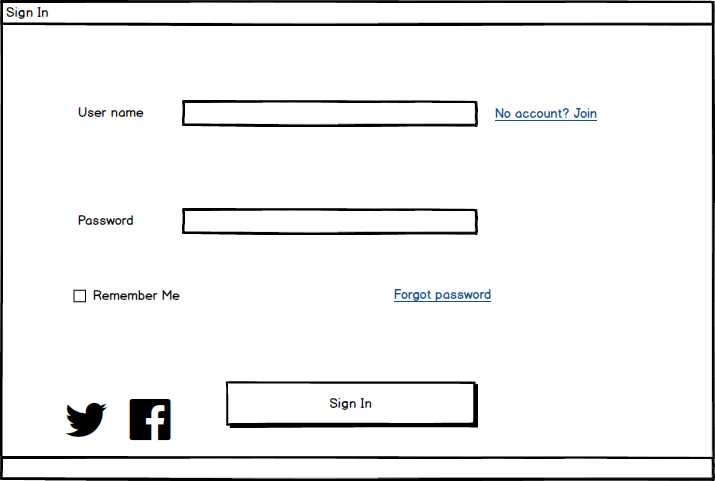 Sign In
User name
No account? Join
Password
Remember Me
Forgot password
Sign In